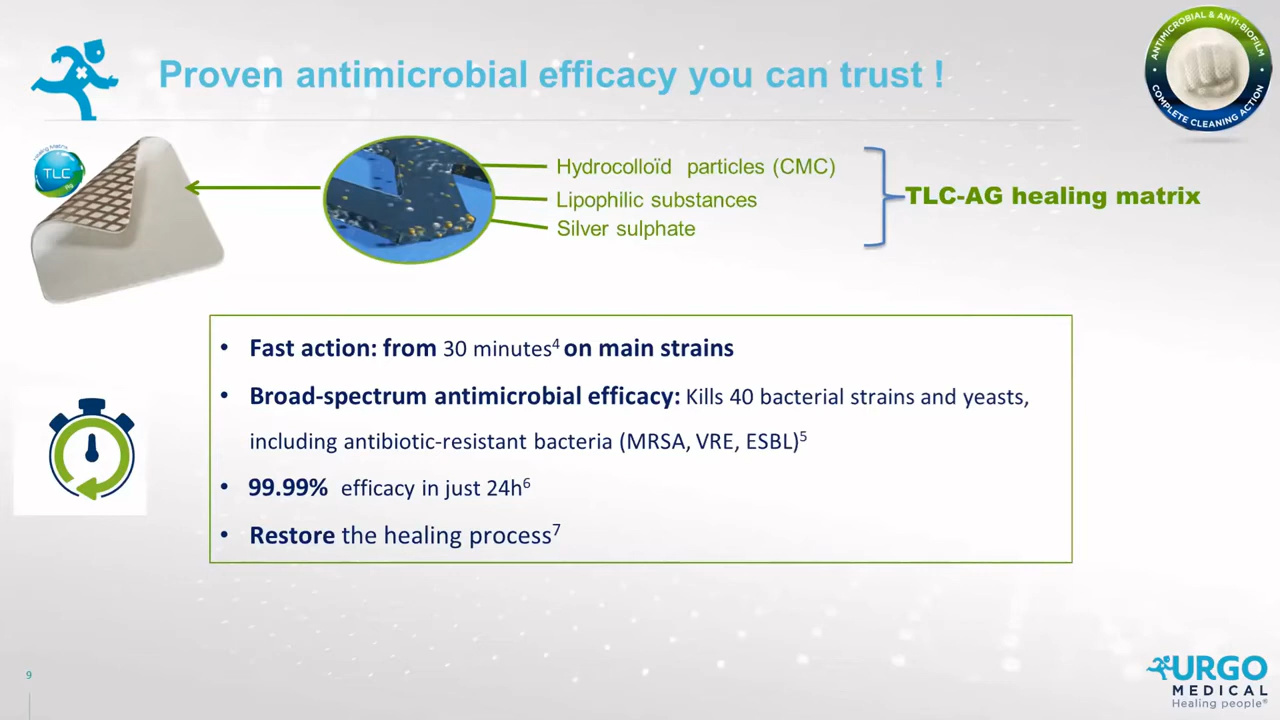 Proven antimicrobial efficacy you can trust !
ANTIMICROBIAL & ANTI-BIOFILM
COMPLETE CLEANING ACTION
Healing Matrix
TLC
Ag
Hydrocolloïd particles (CMC)
Lipophilic substances
Silver sulphate
TLC-AG healing matrix
• Fast action: from 30 minutes⁴ on main strains
• Broad-spectrum antimicrobial efficacy: Kills 40 bacterial strains and yeasts,
including antibiotic-resistant bacteria (MRSA, VRE, ESBL)⁵
• 99.99% efficacy in just 24h⁶
• Restore the healing process⁷
9
URGO
MEDICAL
Healing people®